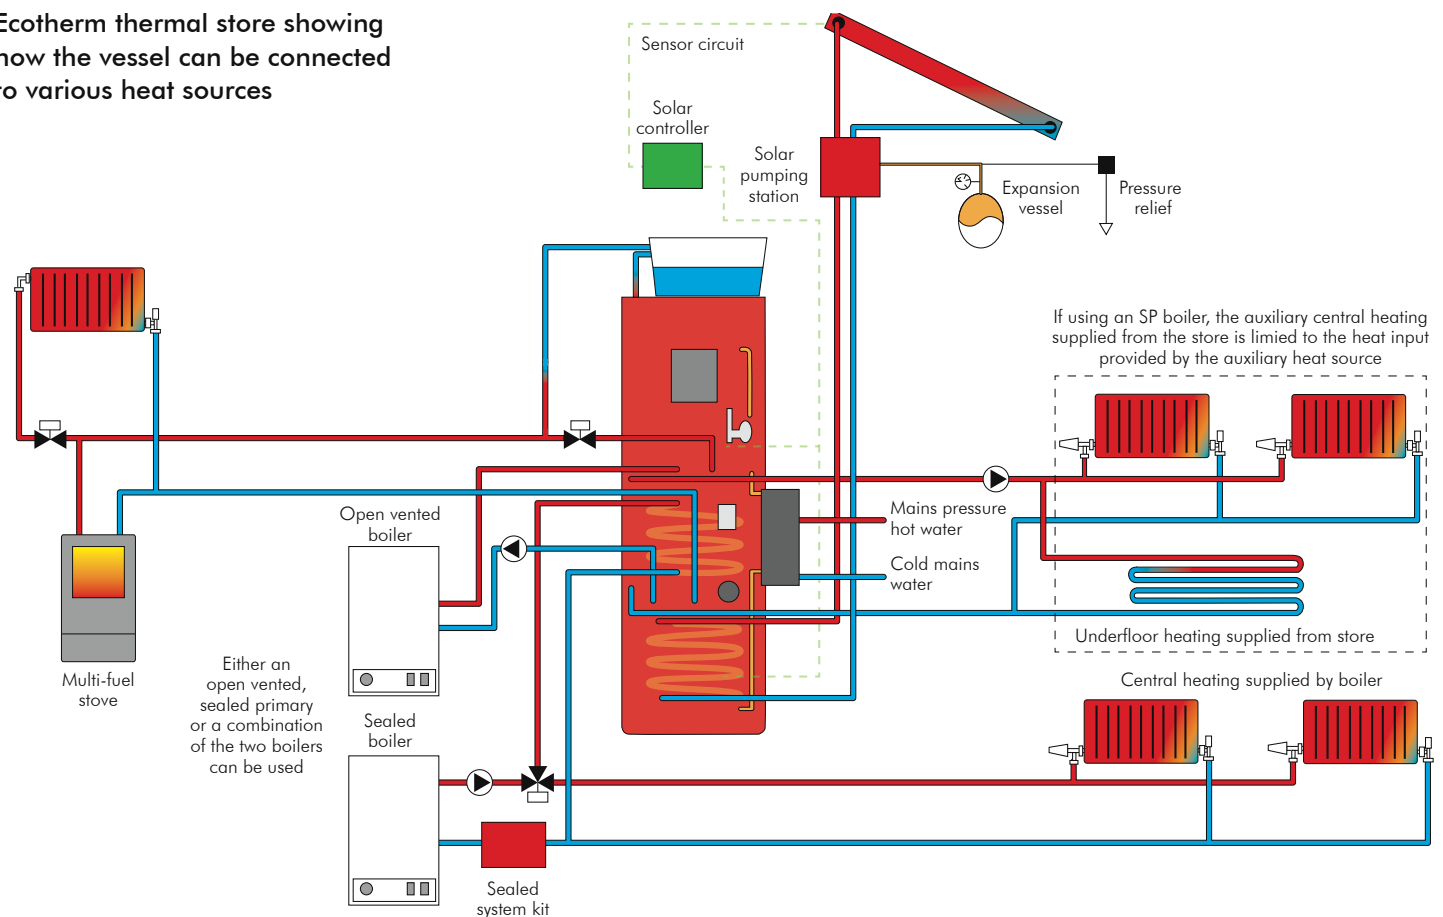 Ecotherm thermal store showing
how the vessel can be connected
to various heat sources
Sensor circuit
Solar
controller
Solar
pumping
station
Expansion
vessel
Pressure
relief
If using an SP boiler, the auxiliary central heating
supplied from the store is limied to the heat input
provided by the auxiliary heat source
Open vented
boiler
Mains pressure
hot water
Cold mains
water
Underfloor heating supplied from store
Multi-fuel
stove
Either an
open vented,
sealed primary
or a combination
of the two boilers
can be used
Sealed
boiler
Central heating supplied by boiler
Sealed
system kit